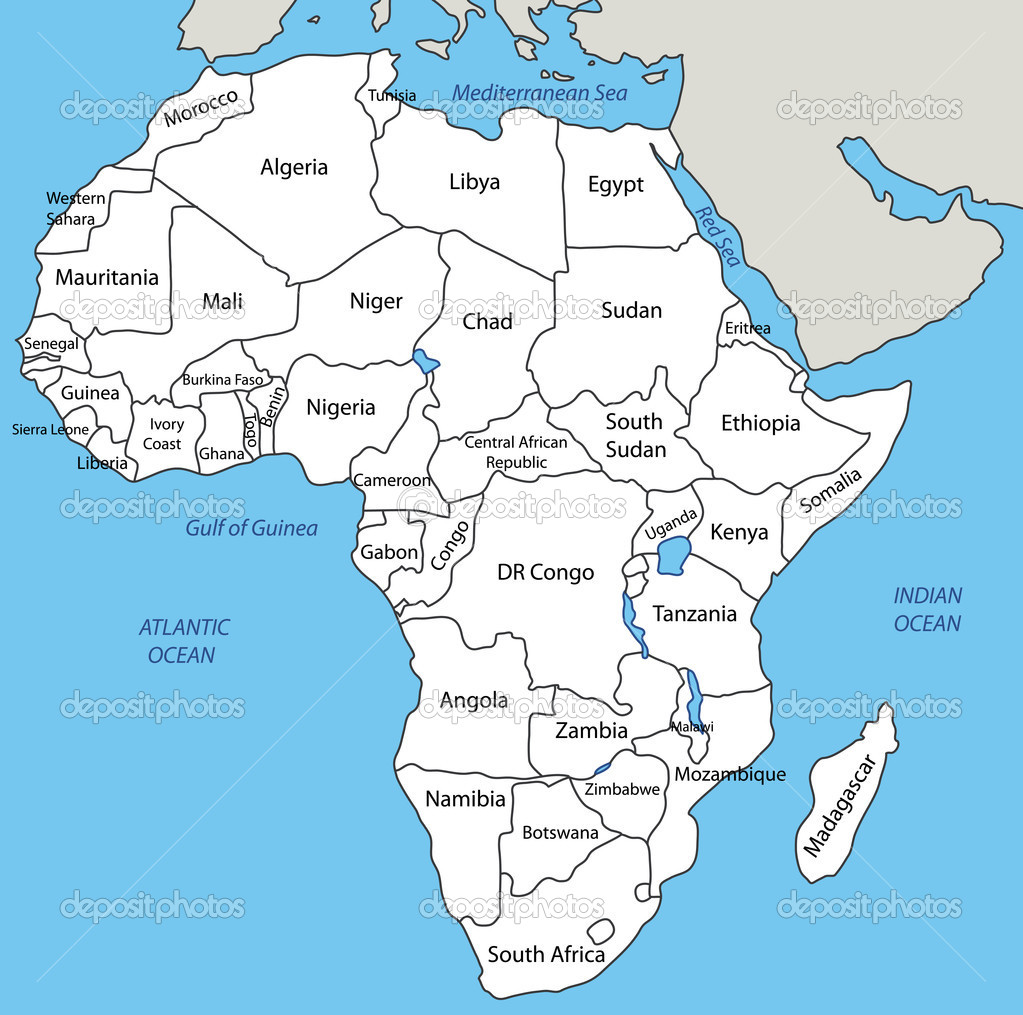 Mediterranean Sea
Tunisia
Morocco
depositphotos
depositphotos
depositphotos
Algeria
Libya
Egypt
Western
Sahara
Red Sea
Mauritania
Mali
Niger
Chad
Sudan
depositphotos
depositphotos
depositphotos
Eritrea
Senegal
Burkina Faso
Guinea
Benin
Nigeria
Togo
Ivory
Coast
South
Sudan
Ethiopia
Sierra Leone
Ghana
Liberia
Central African
Republic
Cameroon
Somalia
depositphotos
depositphotos
depositphotos
Gulf of Guinea
Uganda
Kenya
Gabon
Congo
DR Congo
Tanzania
INDIAN
OCEAN
ATLANTIC
OCEAN
Angola
depositphotos
depositphotos
depositphotos
Zambia
Malawi
Mozambique
Namibia
Zimbabwe
Madagascar
Botswana
depositphotos
depositphotos
depositphotos
South Africa